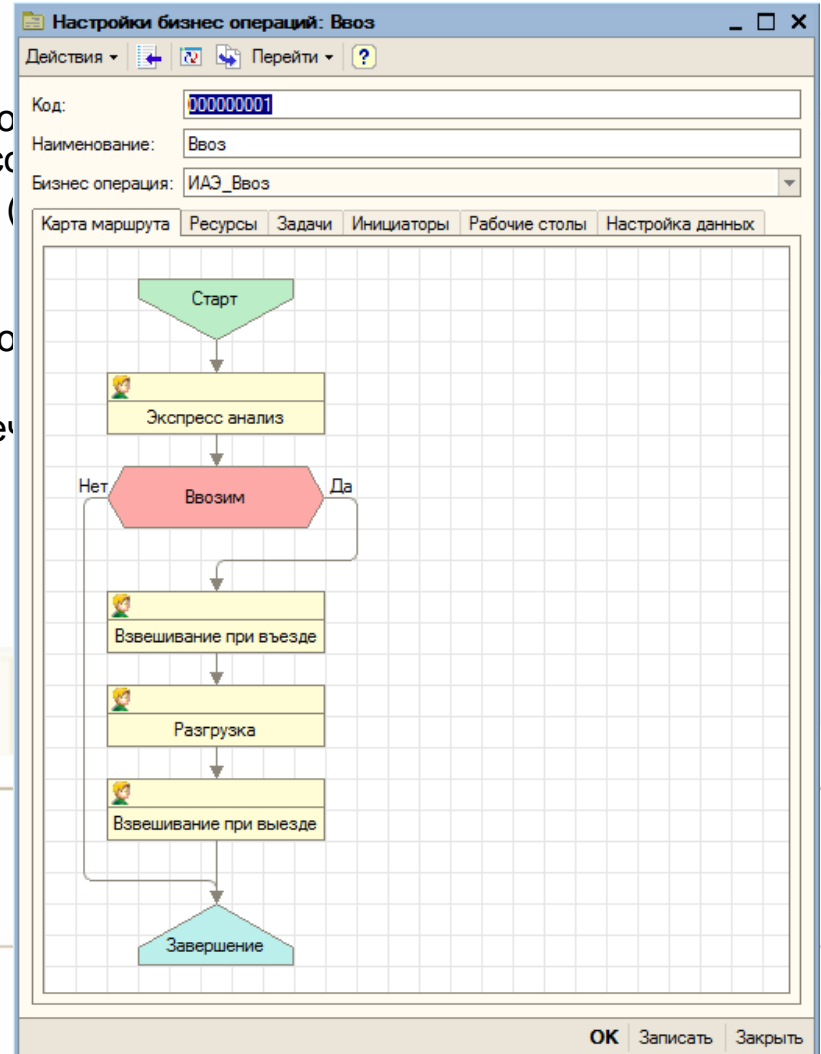 Настройки бизнес операций: Ввоз
Действия Перейти ?
Код: 000000001
Наименование: Ввоз
Бизнес операция: ИАЭ_Ввоз
Карта маршрута Ресурсы Задачи Инициаторы Рабочие столы Настройка данных
Старт
Экспресс анализ
Нет Ввозим Да
Взвешивание при въезде
Разгрузка
Взвешивание при выезде
Завершение
OK Записать Закрыть